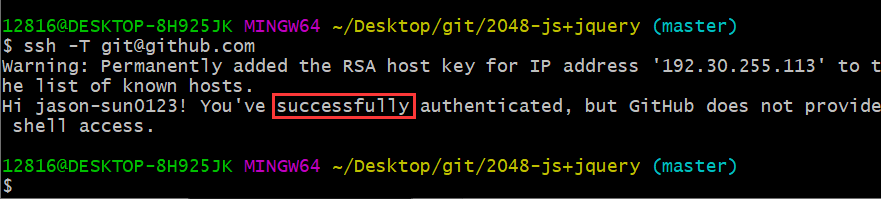 12816@DESKTOP-8H925JK MINGW64 ~/Desktop/git/2048-js+jquery (master)
$ ssh -T git@github.com
Warning: Permanently added the RSA host key for IP address '192.30.255.113' to t
he list of known hosts.
Hi jason-sun0123! You've successfully authenticated, but GitHub does not provide
 shell access.
12816@DESKTOP-8H925JK MINGW64 ~/Desktop/git/2048-js+jquery (master)
$